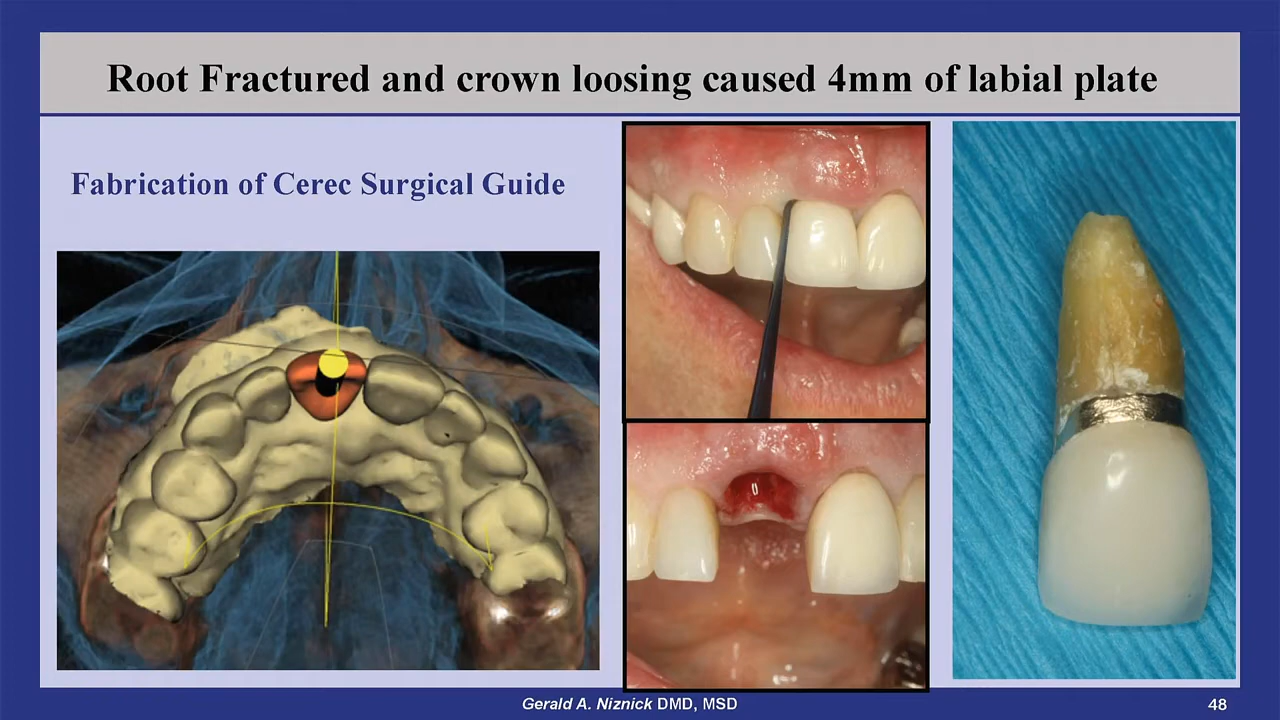 Root Fractured and crown loosing caused 4mm of labial plate
Fabrication of Cerec Surgical Guide
Gerald A. Niznick DMD, MSD
48